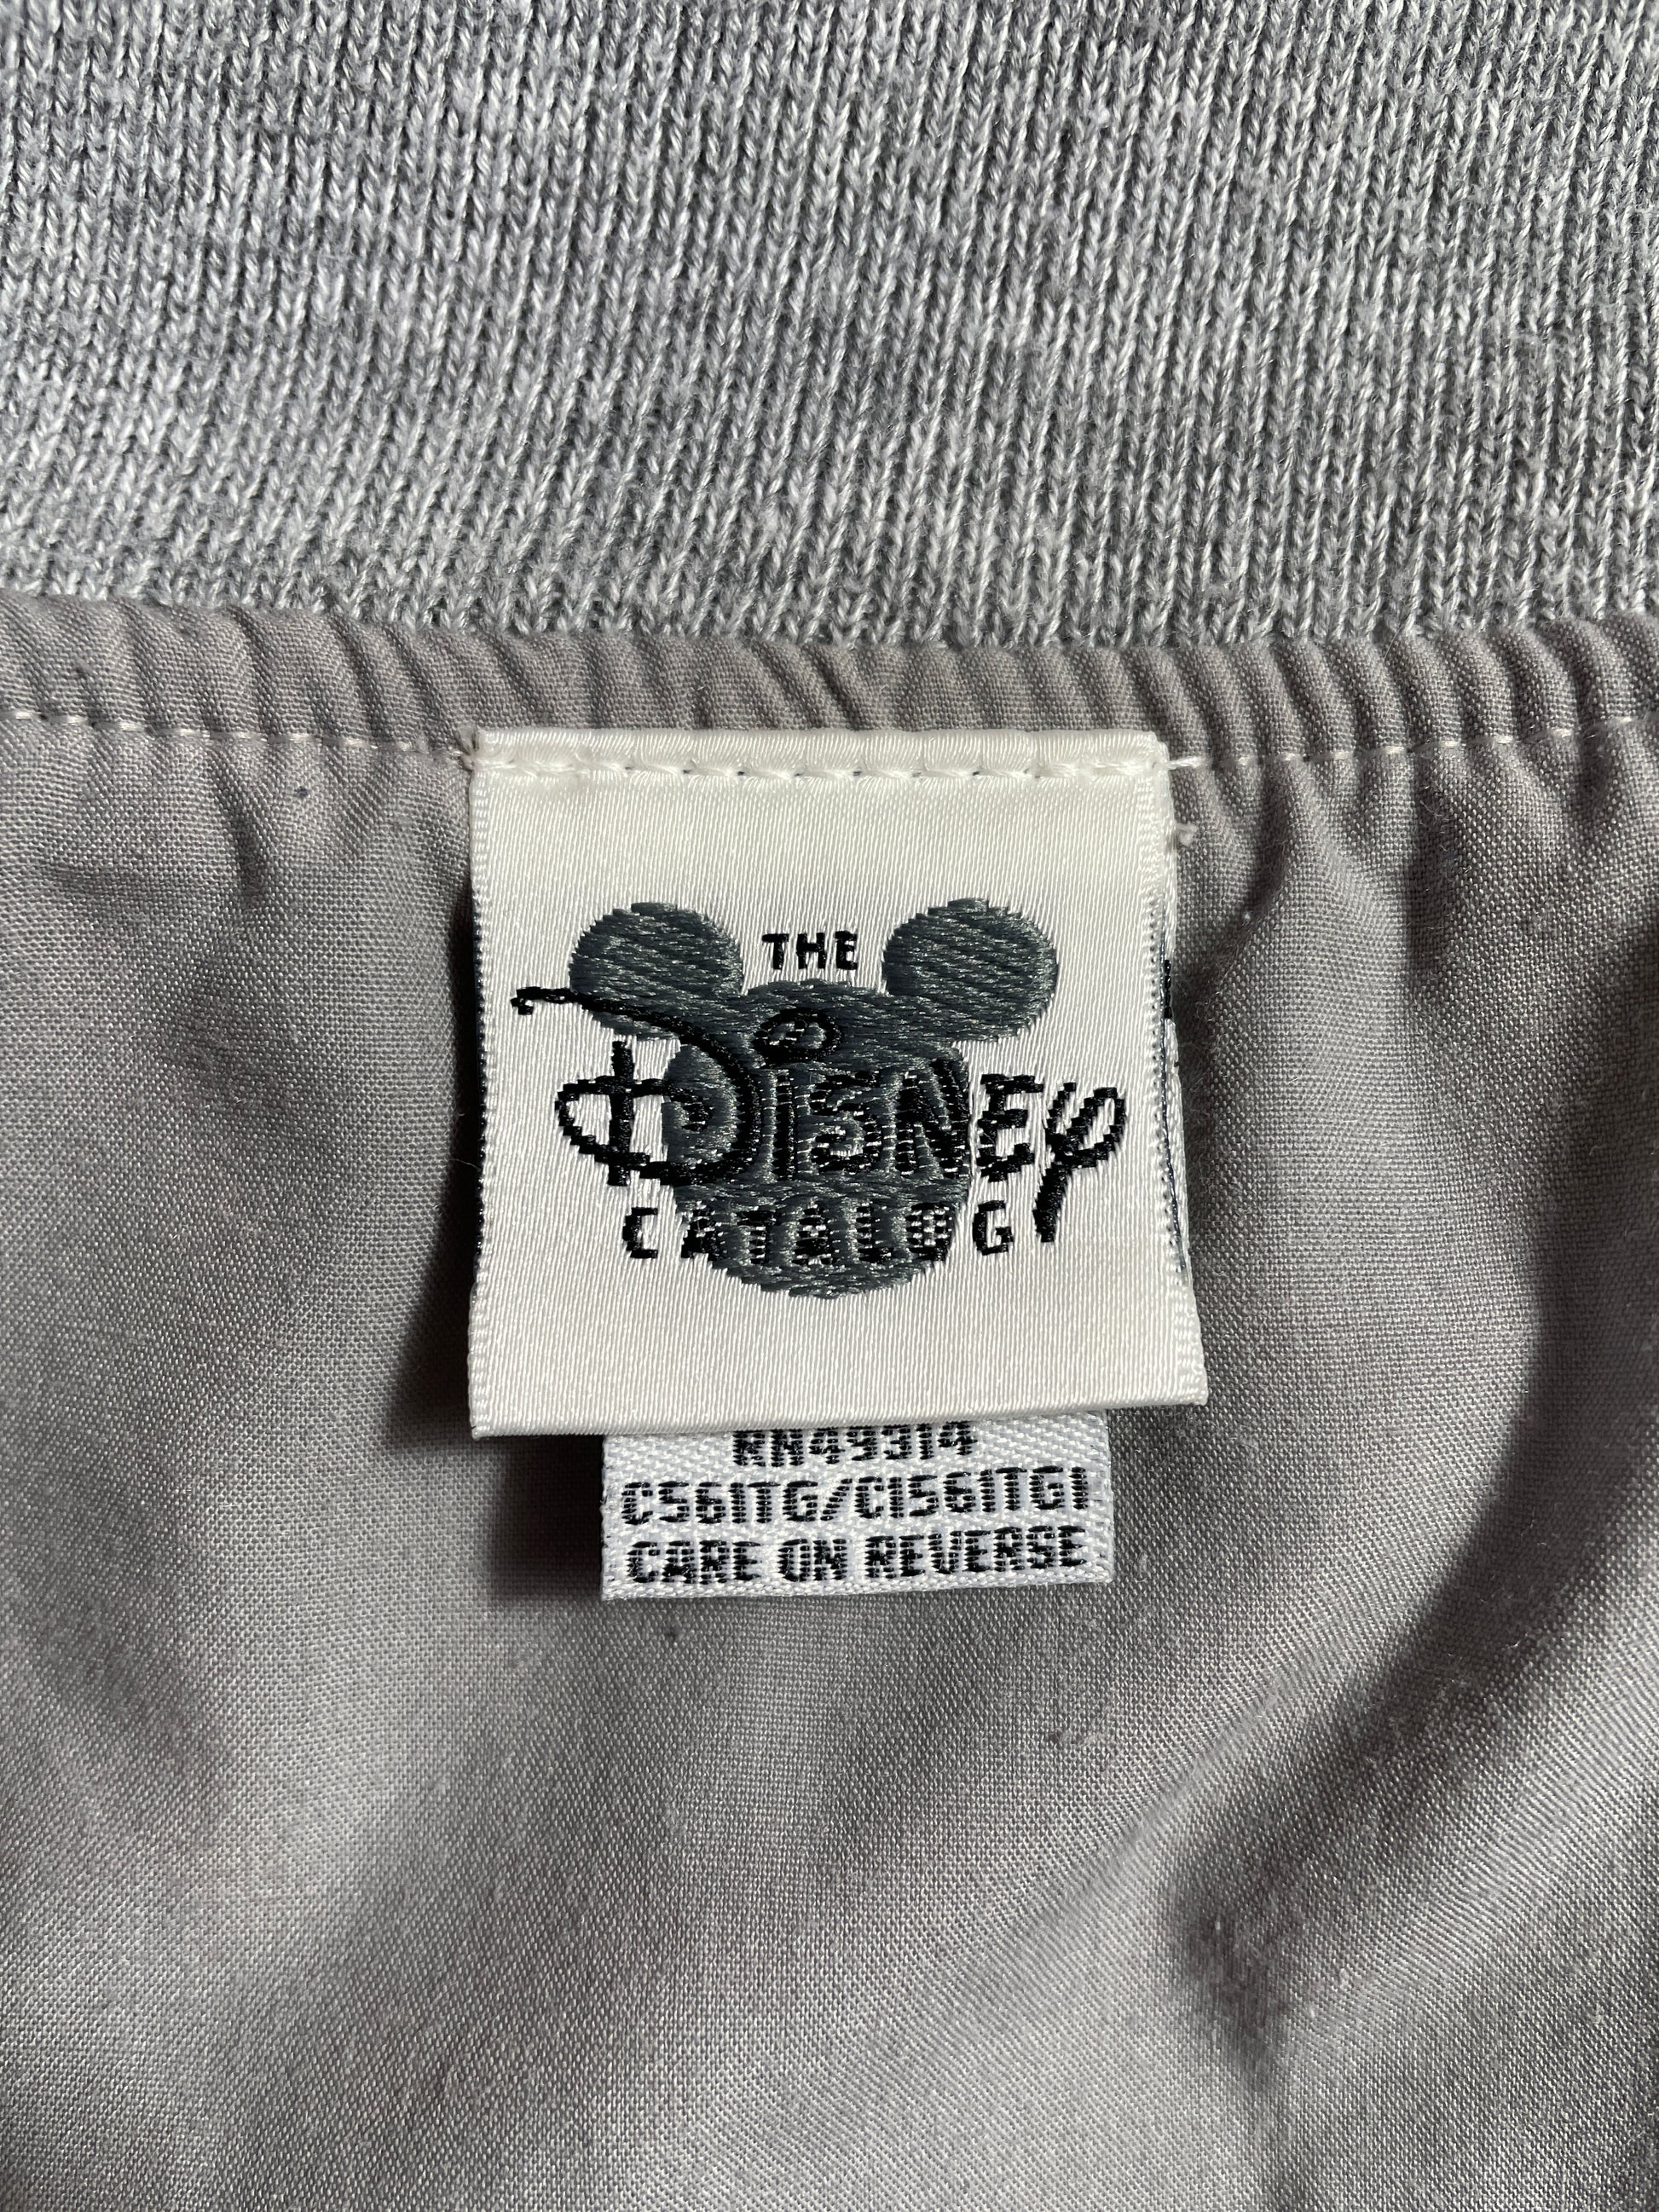 THE
DISNEY
CATALOG
RN49314
C561TG/C1561TG1
CARE ON REVERSE